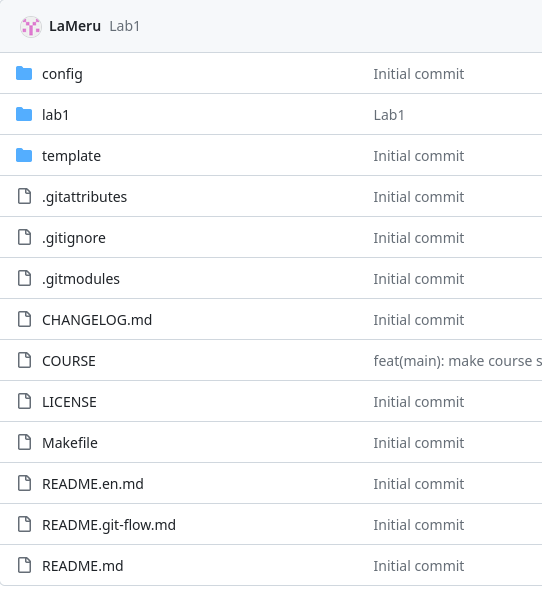 LaMeru Lab1
config Initial commit
lab1 Lab1
template Initial commit
.gitattributes Initial commit
.gitignore Initial commit
.gitmodules Initial commit
CHANGELOG.md Initial commit
COURSE feat(main): make course s
LICENSE Initial commit
Makefile Initial commit
README.en.md Initial commit
README.git-flow.md Initial commit
README.md Initial commit